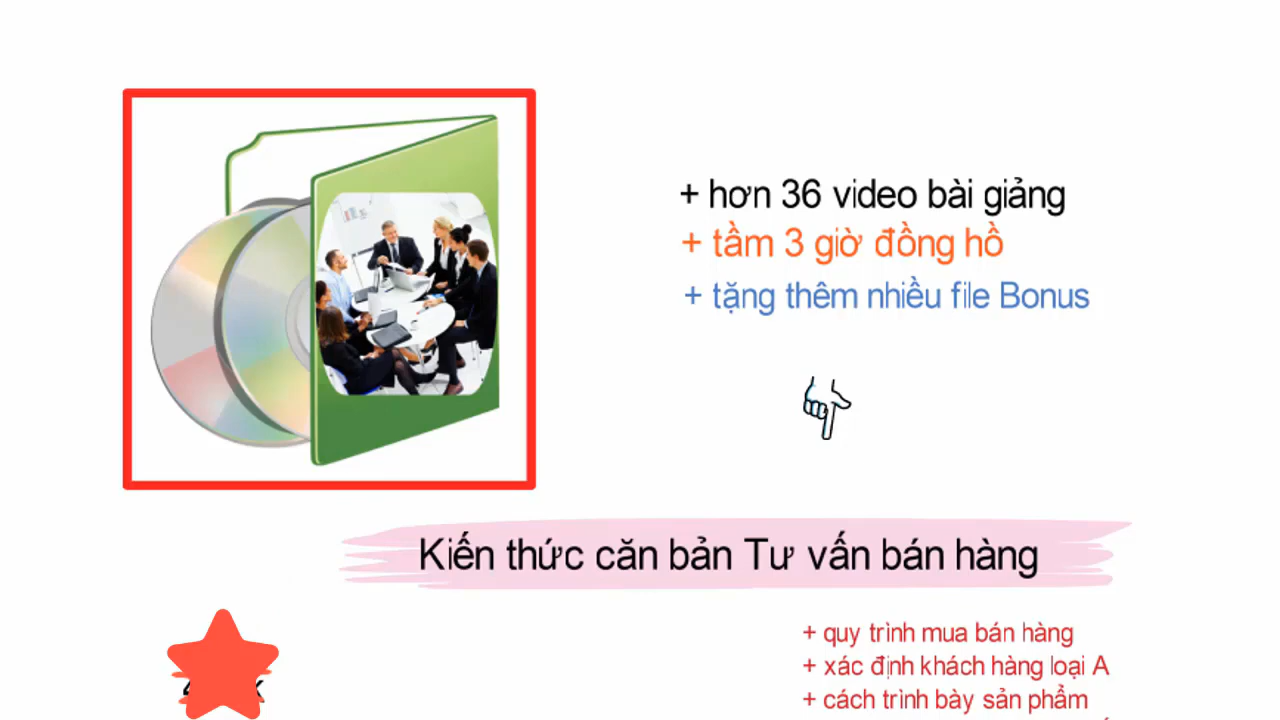 + hơn 36 video bài giảng
+ tầm 3 giờ đồng hồ
+ tặng thêm nhiều file Bonus
Kiến thức căn bản Tư vấn bán hàng
+ quy trình mua bán hàng
+ xác định khách hàng loại A
+ cách trình bày sản phẩm